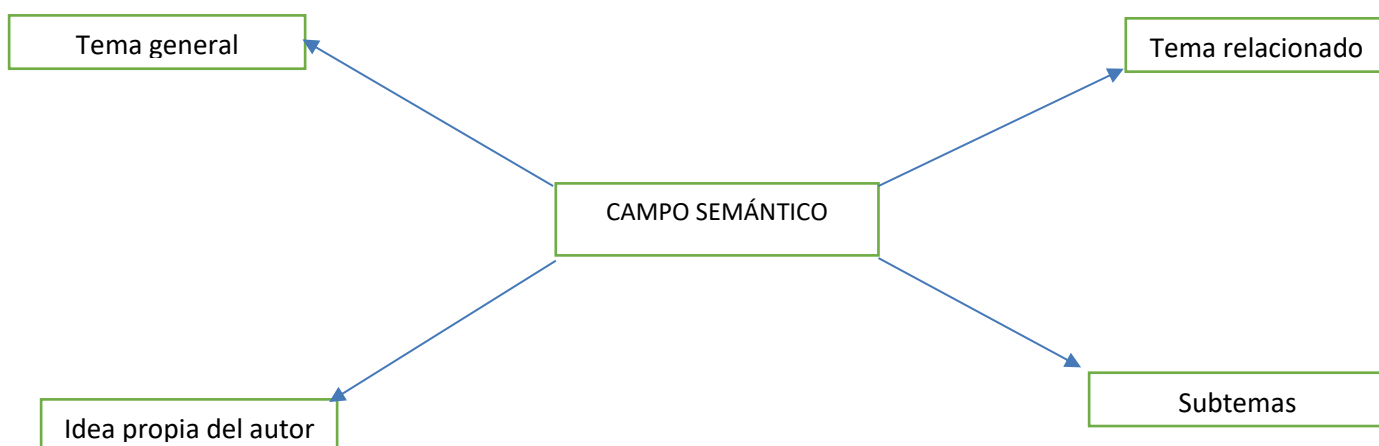 Tema general
Tema relacionado
CAMPO SEMÁNTICO
Subtemas
Idea propia del autor